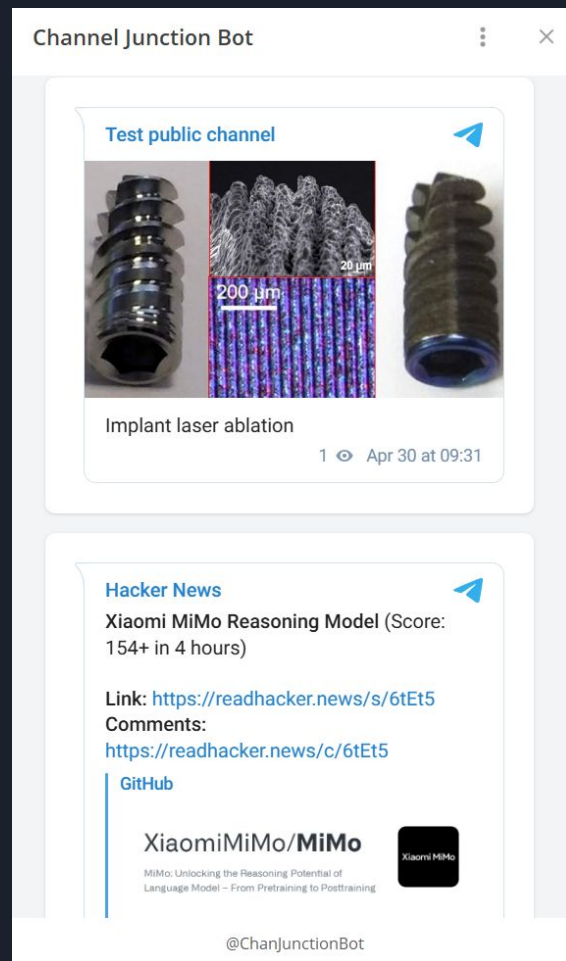 Channel Junction Bot
Test public channel
20 μm
200 μm
Implant laser ablation
1 Apr 30 at 09:31
Hacker News
Xiaomi MiMo Reasoning Model (Score:
154+ in 4 hours)
Link: https://readhacker.news/s/6tEt5
Comments:
https://readhacker.news/c/6tEt5
GitHub
XiaomiMiMo/MiMo
Xiaomi MiMo
MiMo: Unlocking the Reasoning Potential of
Language Model – From Pretraining to Posttraining
@ChanJunctionBot